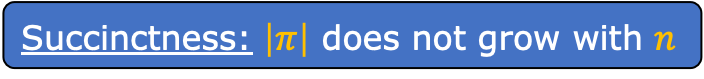 Succinctness: |π| does not grow with n